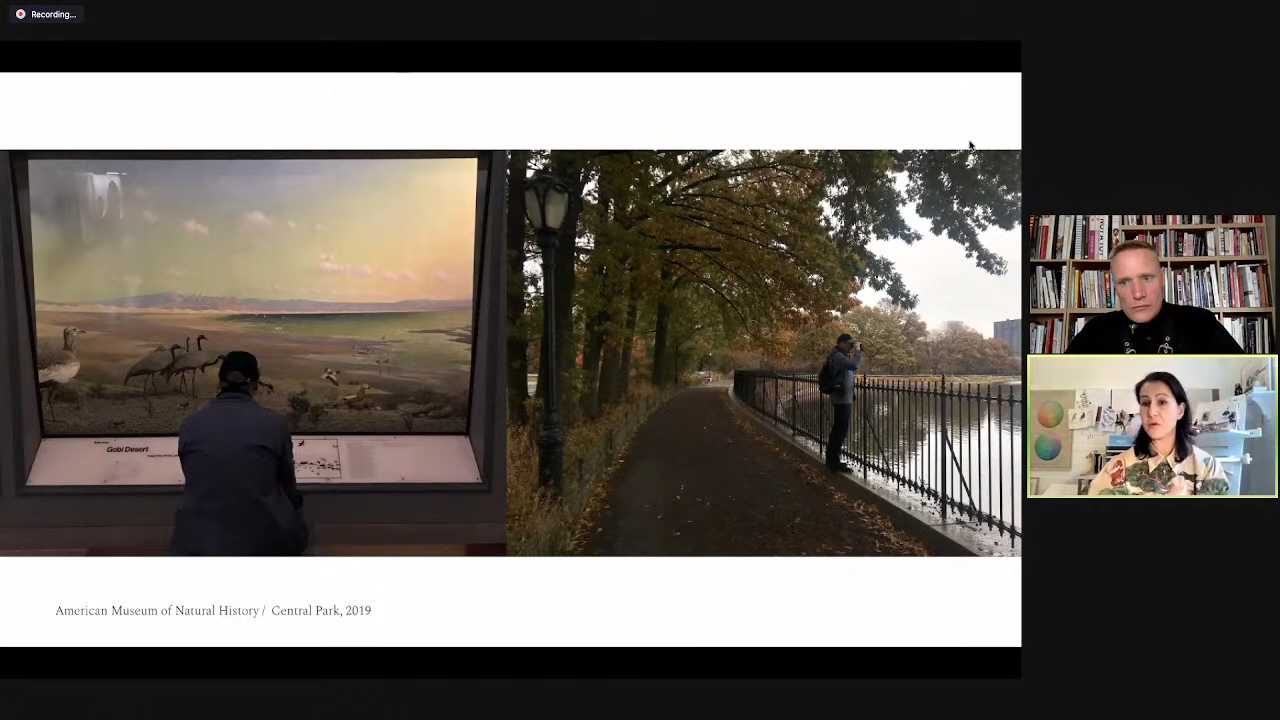 Recording...
Gobi Desert
American Museum of Natural History / Central Park, 2019